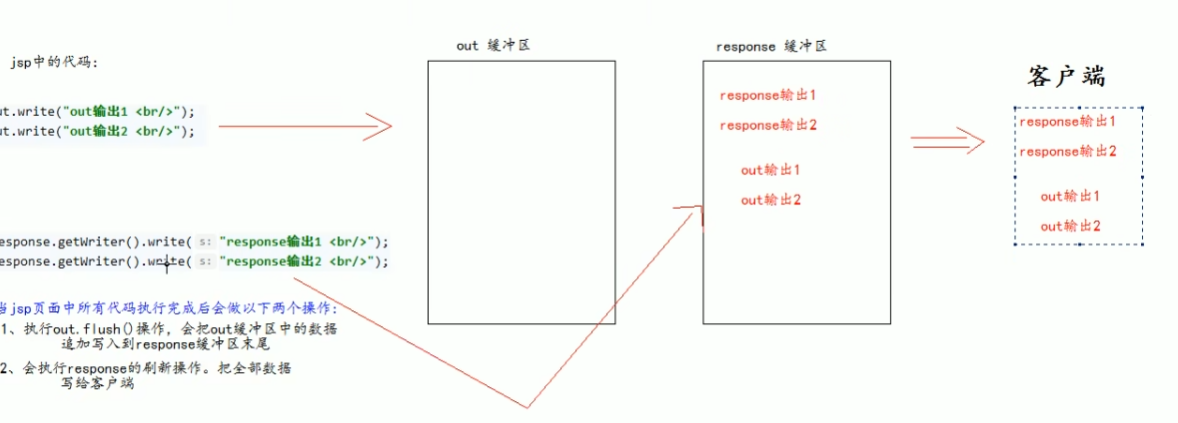 jsp中的代码:
ut.write("out输出1 <br/>");
ut.write("out输出2 <br/>");
esponse.getWriter().write( s: "response输出1 <br/>");
esponse.getWriter().write( s: "response输出2 <br/>");
当jsp页面中所有代码执行完成后会做以下两个操作:
1、执行out.flush()操作，会把out缓冲区中的数据
追加写入到response缓冲区末尾
2、会执行response的刷新操作。把全部数据
写给客户端
out 缓冲区
response 缓冲区
response输出1
response输出2
out输出1
out输出2
客户端
response输出1
response输出2
out输出1
out输出2